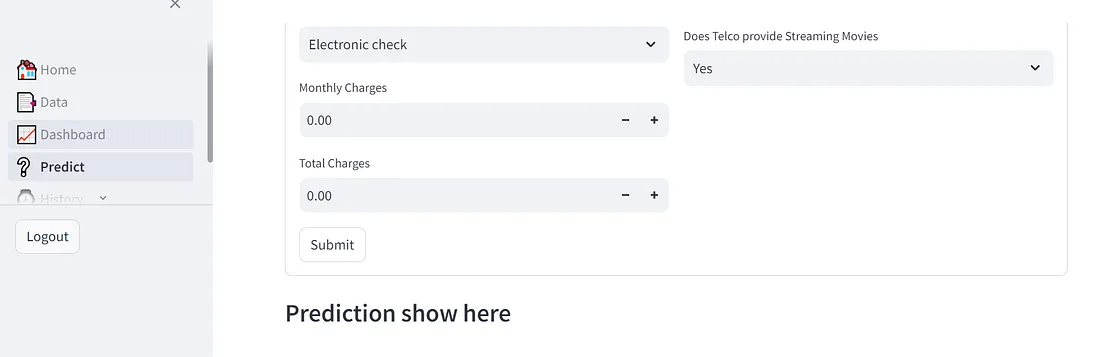 Home
Data
Dashboard
Predict
History
Logout
Electronic check
Monthly Charges
0.00
Total Charges
0.00
Submit
Does Telco provide Streaming Movies
Yes
Prediction show here